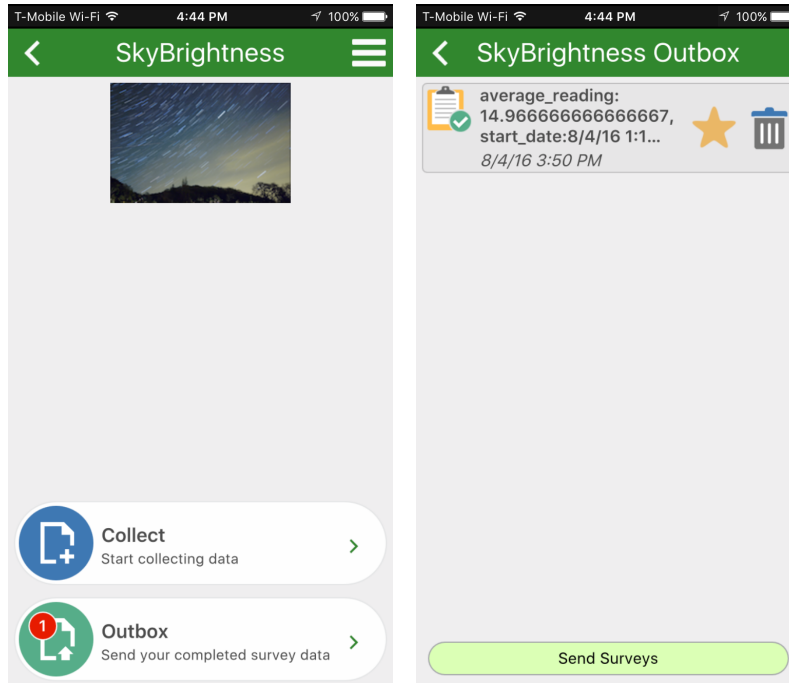 T-Mobile Wi-Fi 4:44 PM 100%
SkyBrightness
Collect
Start collecting data
1
Outbox
Send your completed survey data
T-Mobile Wi-Fi 4:44 PM 100%
SkyBrightness Outbox
average_reading:
14.966666666666667,
start_date:8/4/16 1:1...
8/4/16 3:50 PM
Send Surveys